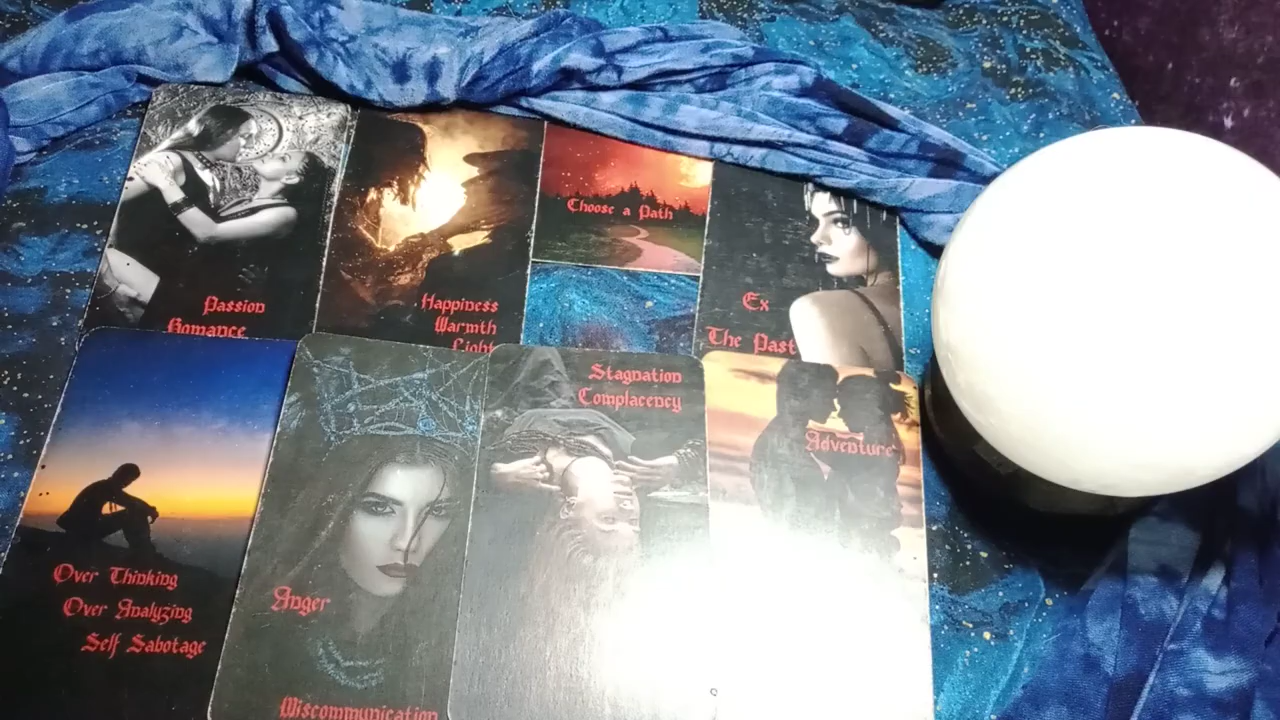 Passion
Romance
Happiness
Warmth
Light
Choose a Path
Ex
The Past
Over Thinking
Over Analyzing
Self Sabotage
Anger
Miscommunication
Stagnation
Complacency
Adventure